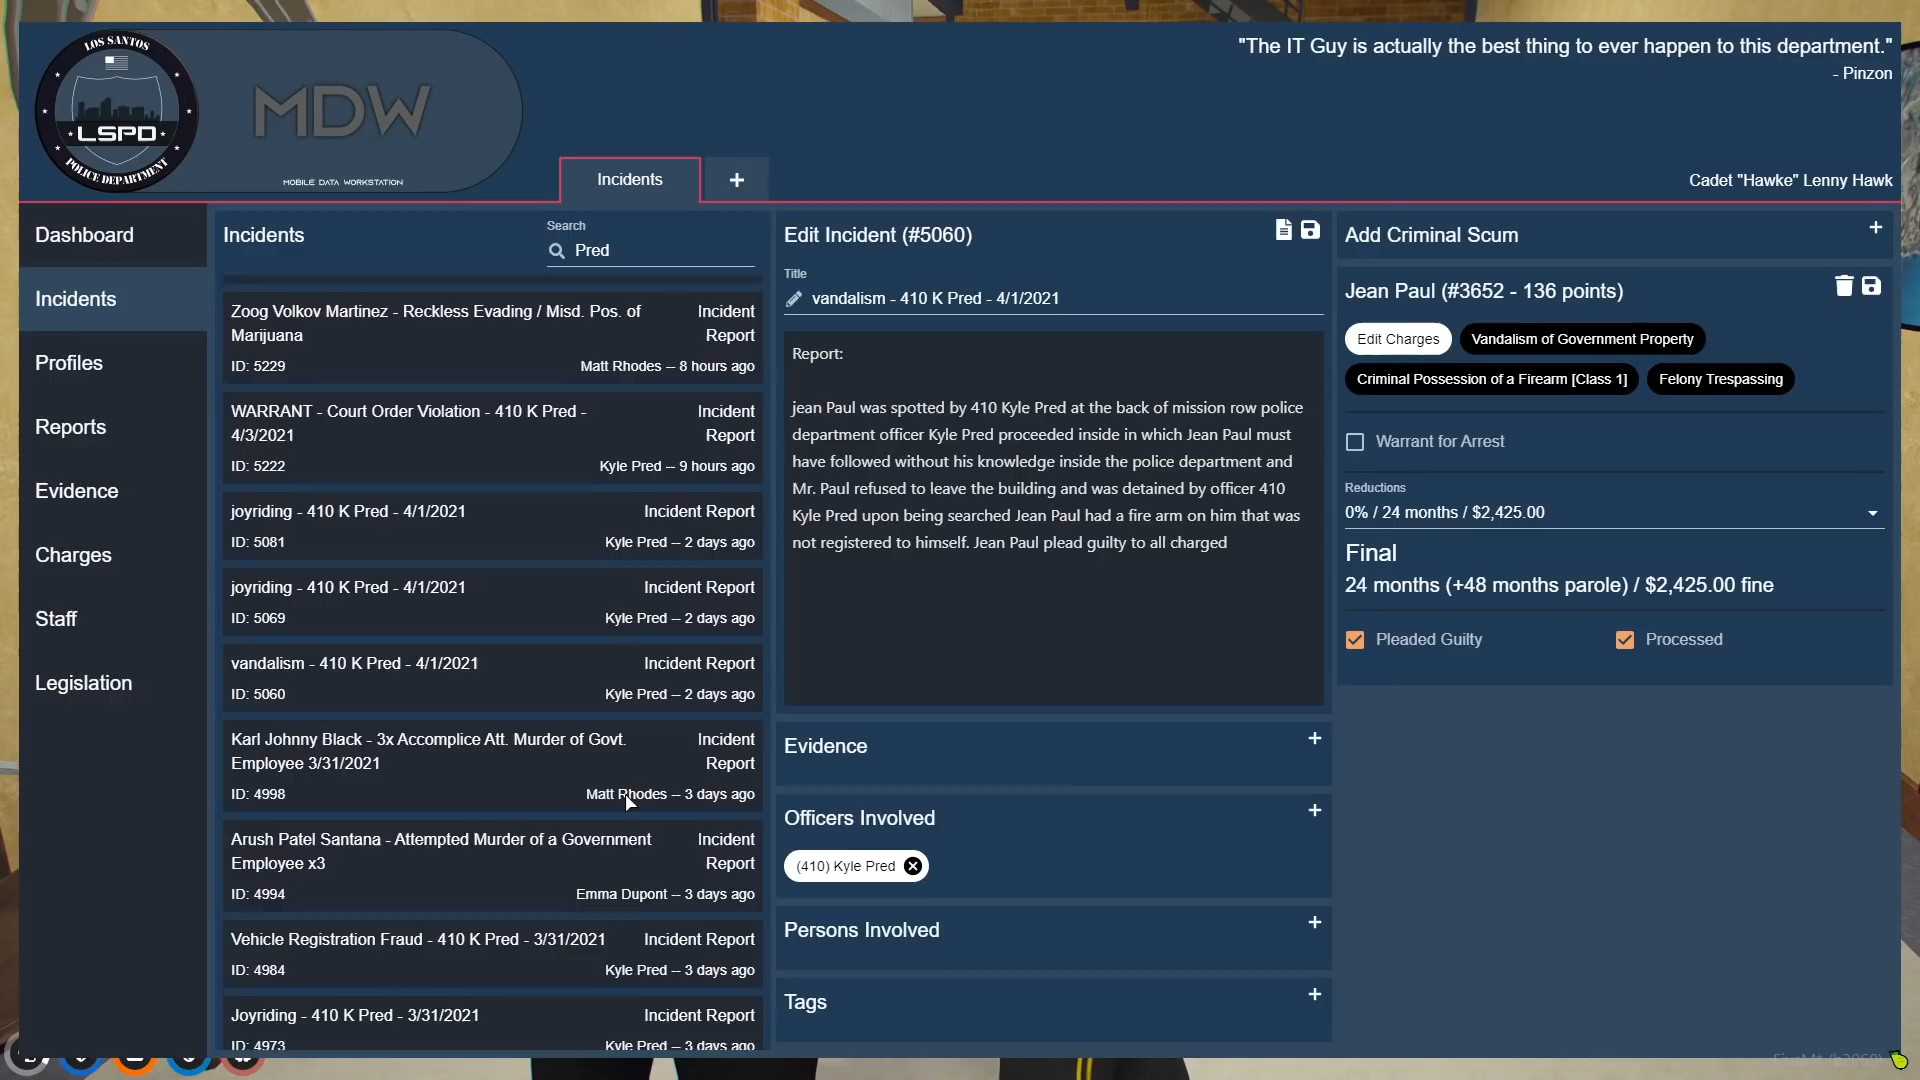 LOS SANTOS
LSPD
POLICE DEPARTMENT
MDW
MOBILE DATA WORKSTATION
"The IT Guy is actually the best thing to ever happen to this department."
- Pinzon
Incidents
+
Cadet "Hawke" Lenny Hawk
Dashboard
Incidents
Profiles
Reports
Evidence
Charges
Staff
Legislation
Incidents
Search
Pred
Zoog Volkov Martinez - Reckless Evading / Misd. Pos. of
Marijuana
Incident
Report
ID: 5229
Matt Rhodes -- 8 hours ago
WARRANT - Court Order Violation - 410 K Pred -
4/3/2021
Incident
Report
ID: 5222
Kyle Pred -- 9 hours ago
joyriding - 410 K Pred - 4/1/2021
Incident Report
ID: 5081
Kyle Pred -- 2 days ago
joyriding - 410 K Pred - 4/1/2021
Incident Report
ID: 5069
Kyle Pred -- 2 days ago
vandalism - 410 K Pred - 4/1/2021
Incident Report
ID: 5060
Kyle Pred -- 2 days ago
Karl Johnny Black - 3x Accomplice Att. Murder of Govt.
Employee 3/31/2021
Incident
Report
ID: 4998
Matt Rhodes -- 3 days ago
Arush Patel Santana - Attempted Murder of a Government
Employee x3
Incident
Report
ID: 4994
Emma Dupont -- 3 days ago
Vehicle Registration Fraud - 410 K Pred - 3/31/2021
Incident Report
ID: 4984
Kyle Pred -- 3 days ago
Joyriding - 410 K Pred - 3/31/2021
Incident Report
ID: 4973
Kyle Pred -- 3 days ago
Edit Incident (#5060)
Title
vandalism - 410 K Pred - 4/1/2021
Report:
jean Paul was spotted by 410 Kyle Pred at the back of mission row police
department officer Kyle Pred proceeded inside in which Jean Paul must
have followed without his knowledge inside the police department and
Mr. Paul refused to leave the building and was detained by officer 410
Kyle Pred upon being searched Jean Paul had a fire arm on him that was
not registered to himself. Jean Paul plead guilty to all charged
Evidence
+
Officers Involved
+
(410) Kyle Pred
Persons Involved
+
Tags
+
Add Criminal Scum
+
Jean Paul (#3652 - 136 points)
Edit Charges
Vandalism of Government Property
Criminal Possession of a Firearm [Class 1]
Felony Trespassing
Warrant for Arrest
Reductions
0% / 24 months / $2,425.00
Final
24 months (+48 months parole) / $2,425.00 fine
Pleaded Guilty
Processed